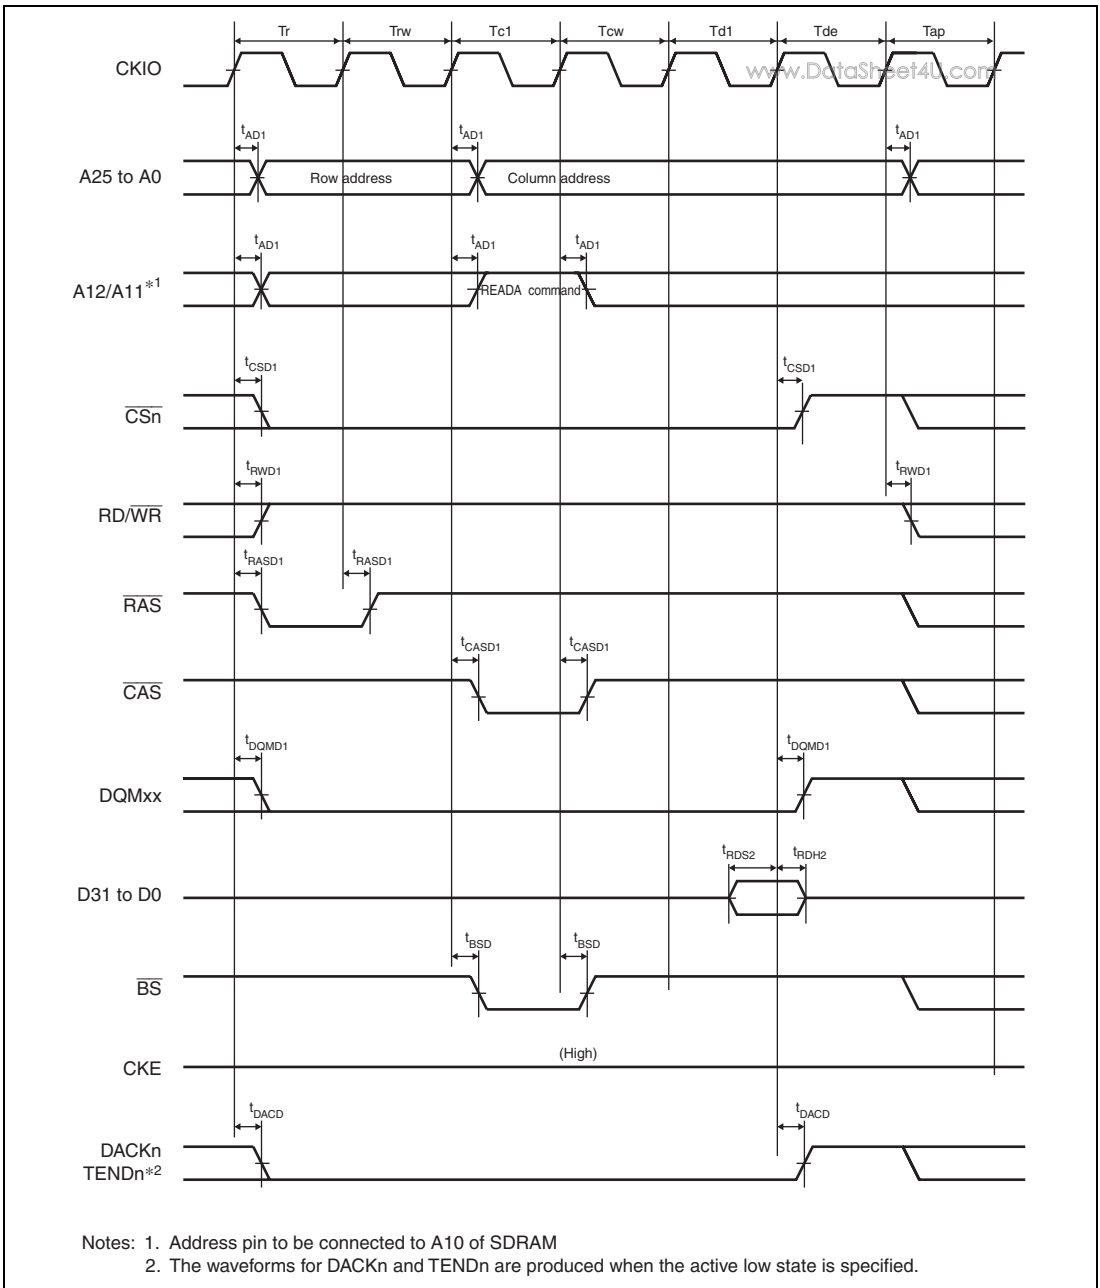 Tr Trw Tc1 Tcw Td1 Tde Tap
CKIO
www.DataSheet4U.com
tAD1 tAD1 tAD1
A25 to A0 Row address Column address
tAD1 tAD1 tAD1
A12/A11*1 READA command
tCSD1 tCSD1
CSn
tRWD1 tRWD1
RD/WR
tRASD1 tRASD1
RAS
tCASD1 tCASD1
CAS
tDQMD1 tDQMD1
DQMxx
tRDS2 tRDH2
D31 to D0
tBSD tBSD
BS
(High)
CKE
tDACD tDACD
DACKn
TENDn*2
Notes: 1. Address pin to be connected to A10 of SDRAM
2. The waveforms for DACKn and TENDn are produced when the active low state is specified.